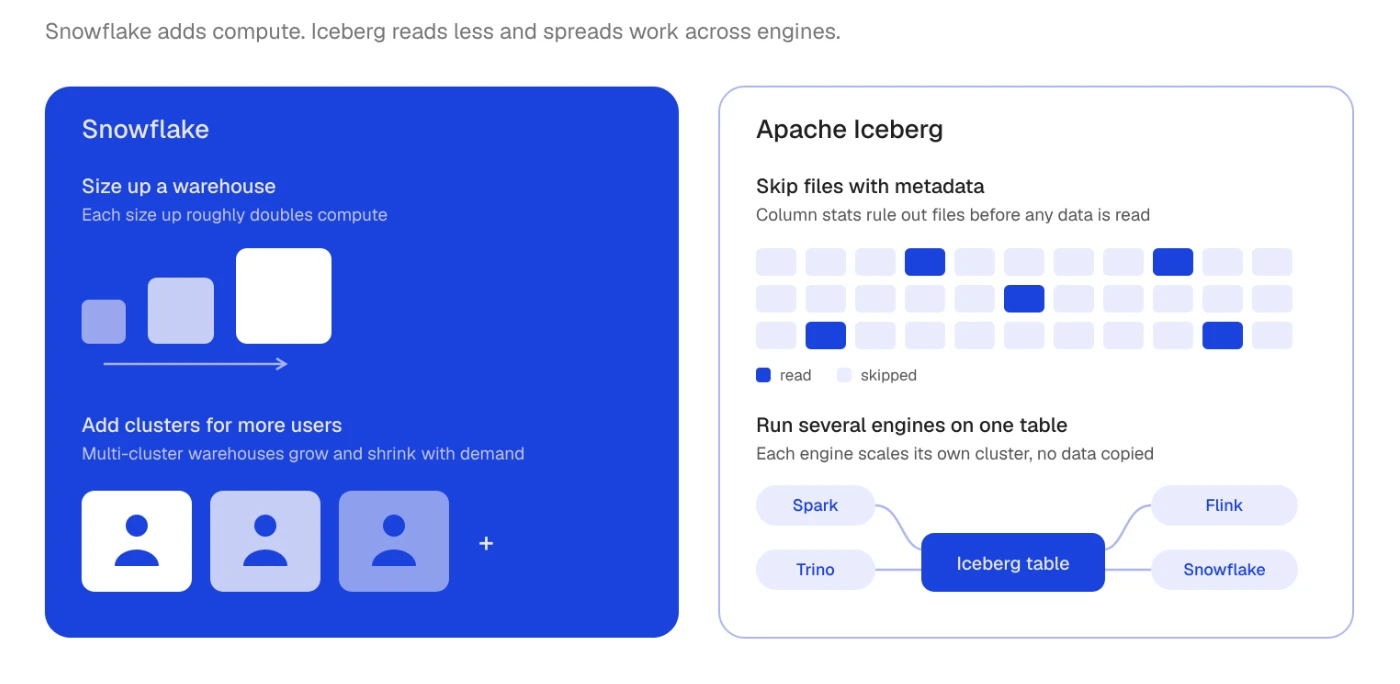 Snowflake adds compute. Iceberg reads less and spreads work across engines.
Snowflake
Size up a warehouse
Each size up roughly doubles compute
Add clusters for more users
Multi-cluster warehouses grow and shrink with demand
+
Apache Iceberg
Skip files with metadata
Column stats rule out files before any data is read
read
skipped
Run several engines on one table
Each engine scales its own cluster, no data copied
Spark
Flink
Iceberg table
Trino
Snowflake